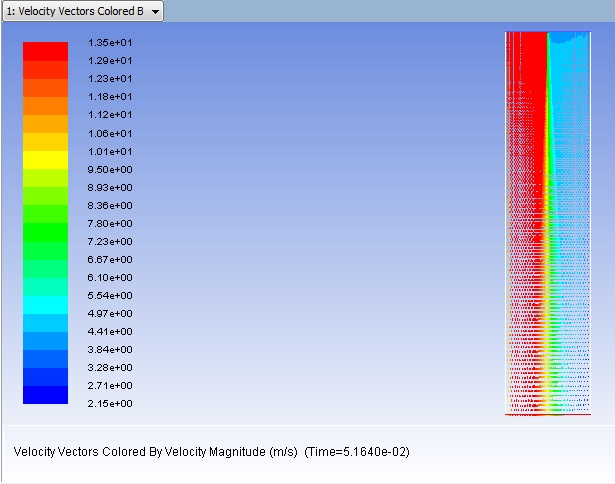 1: Velocity Vectors Colored B
1.35e+01
1.29e+01
1.23e+01
1.18e+01
1.12e+01
1.06e+01
1.01e+01
9.50e+00
8.93e+00
8.36e+00
7.80e+00
7.23e+00
6.67e+00
6.10e+00
5.54e+00
4.97e+00
4.41e+00
3.84e+00
3.28e+00
2.71e+00
2.15e+00
Velocity Vectors Colored By Velocity Magnitude (m/s) (Time=5.1640e-02)